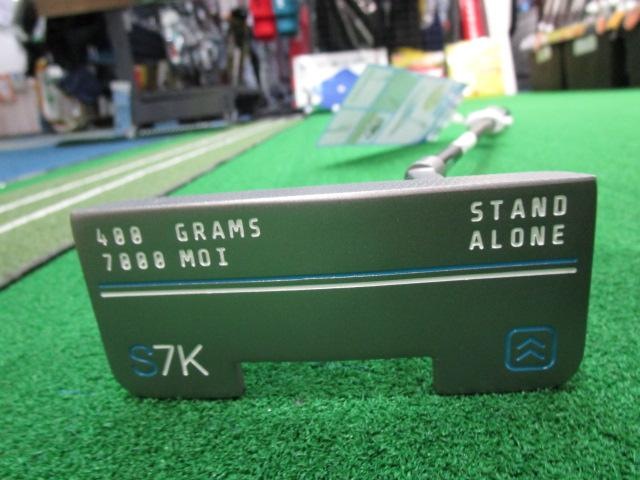 400 GRAMS
7000 MOI
STAND
ALONE
S7K